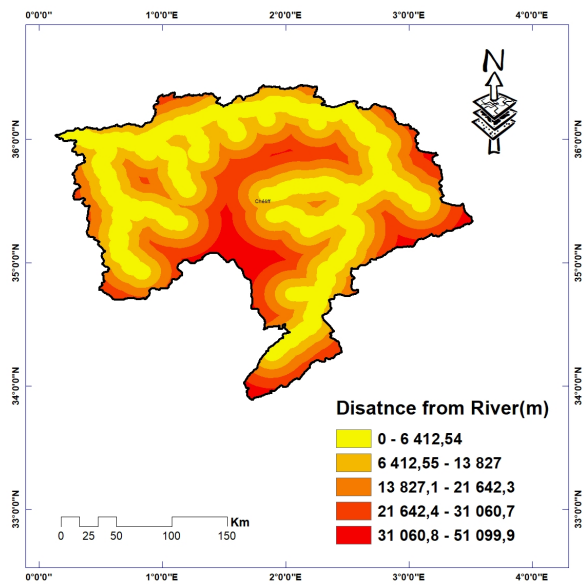 0°0'0"N 1°0'0"E 2°0'0"E 3°0'0"E 4°0'0"E
N
36°0'0"N 36°0'0"N
Chéliff
35°0'0"N 35°0'0"N
34°0'0"N 34°0'0"N
Disatnce from River(m)
0 - 6 412,54
6 412,55 - 13 827
13 827,1 - 21 642,3
21 642,4 - 31 060,7
31 060,8 - 51 099,9
33°0'0"N 33°0'0"N
Km
0 25 50 100 150
0°0'0" 1°0'0"E 2°0'0"E 3°0'0"E 4°0'0"E